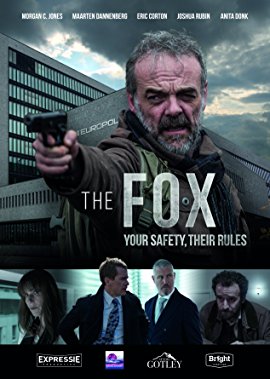 MORGAN C. JONES MAARTEN DANNENBERG ERIC CORTON JOSHUA RUBIN ANITA DONK
EUROPOL
THE FOX
YOUR SAFETY, THEIR RULES
EXPRESSIE
GOTLEY
Bright